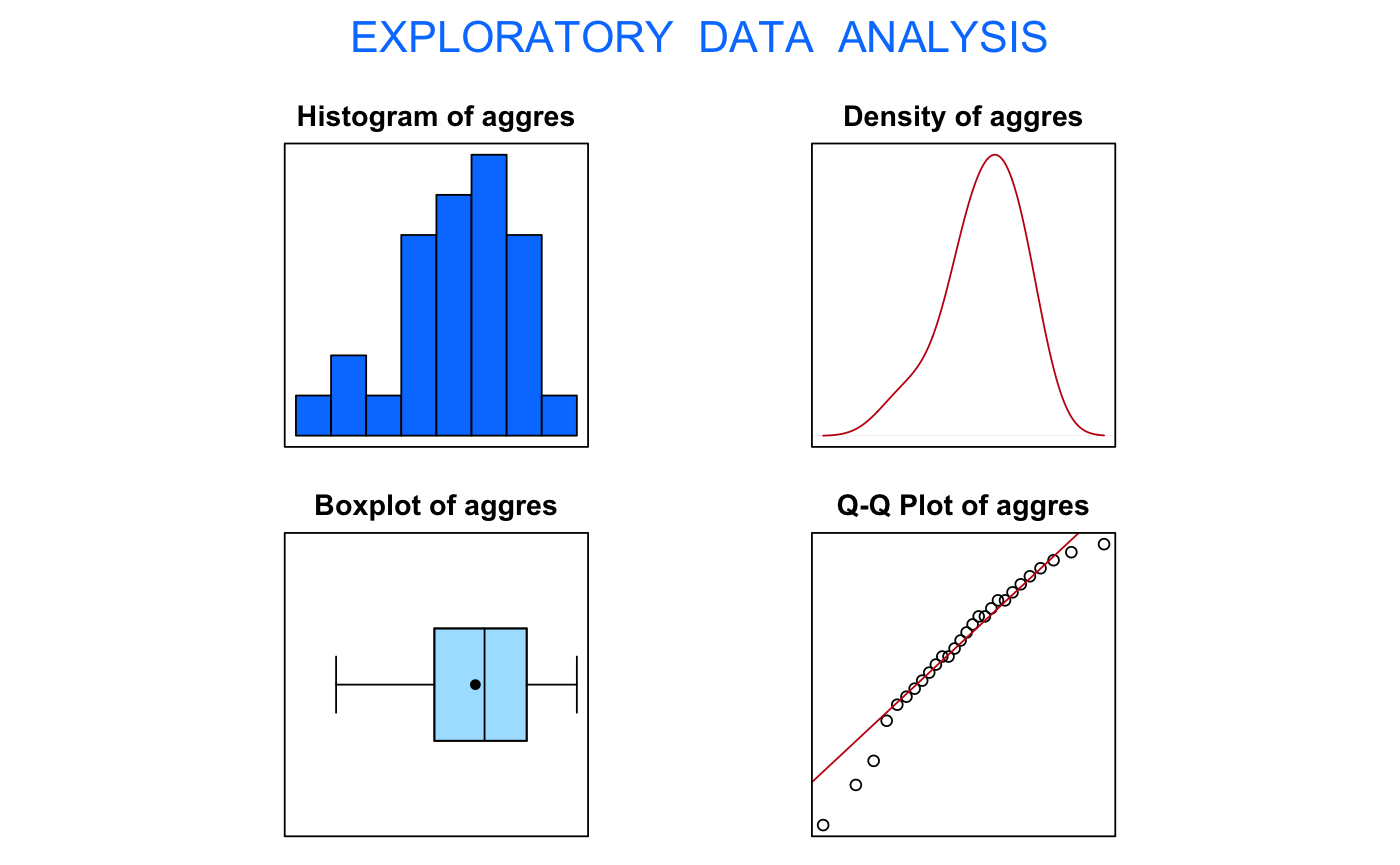 EXPLORATORY DATA ANALYSIS
Histogram of aggres
Density of aggres
Boxplot of aggres
Q-Q Plot of aggres